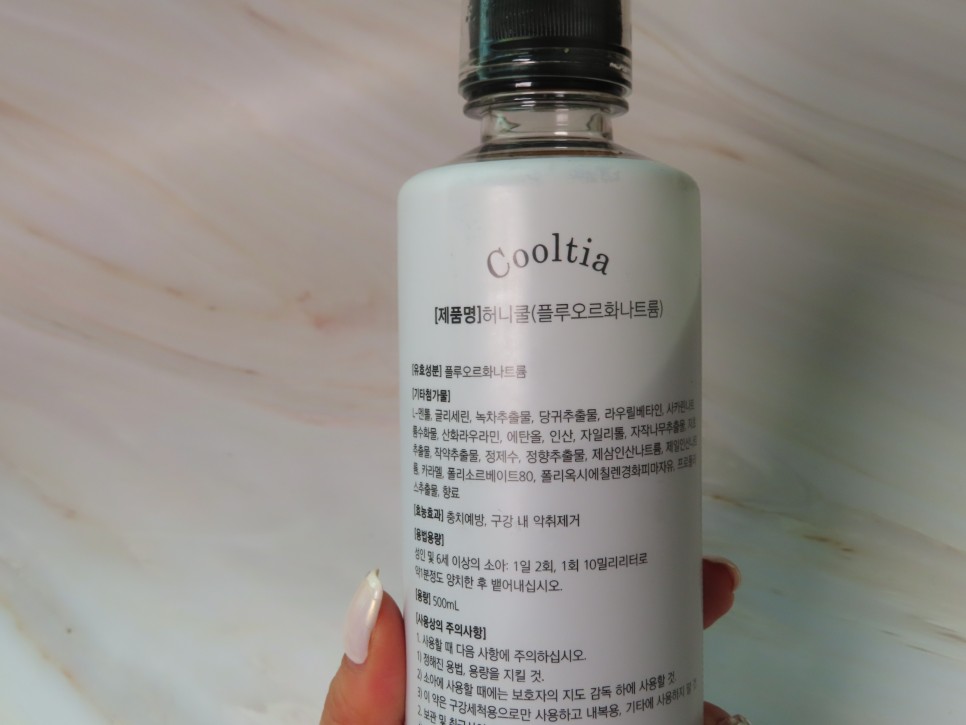 Cooltia
[제품명]허니쿨(플루오르화나트륨)
[유효성분] 플루오르화나트륨
[기타첨가물]
L-멘톨, 글리세린, 녹차추출물, 당귀추출물, 라우릴베타인,
륨수화물, 산화라우라민, 에탄올, 인산, 자일리톨, 자작나무추출물,
추출물, 작약추출물, 정제수, 정향추출물, 제삼인산나트륨,
륨, 카라멜, 폴리소르베이트80, 폴리옥시에칠렌경화피마자유,
스추출물, 향료
[효능효과] 충치예방, 구강 내 악취제거
[용법용량]
성인 및 6세 이상의 소아: 1일 2회, 1회 10밀리리터로
약1분정도 양치한 후 뱉어내십시오.
[용량] 500mL
[사용상의 주의사항]
1. 사용할 때 다음 사항에 주의하십시오.
1) 정해진 용법, 용량을 지킬 것.
2) 소아에 사용할 때에는 보호자의 지도 감독 하에 사용할 것.
3) 이 약은 구강세척용으로만 사용하고 내복용, 기타에 사용하지 말 것
2. 보관 및